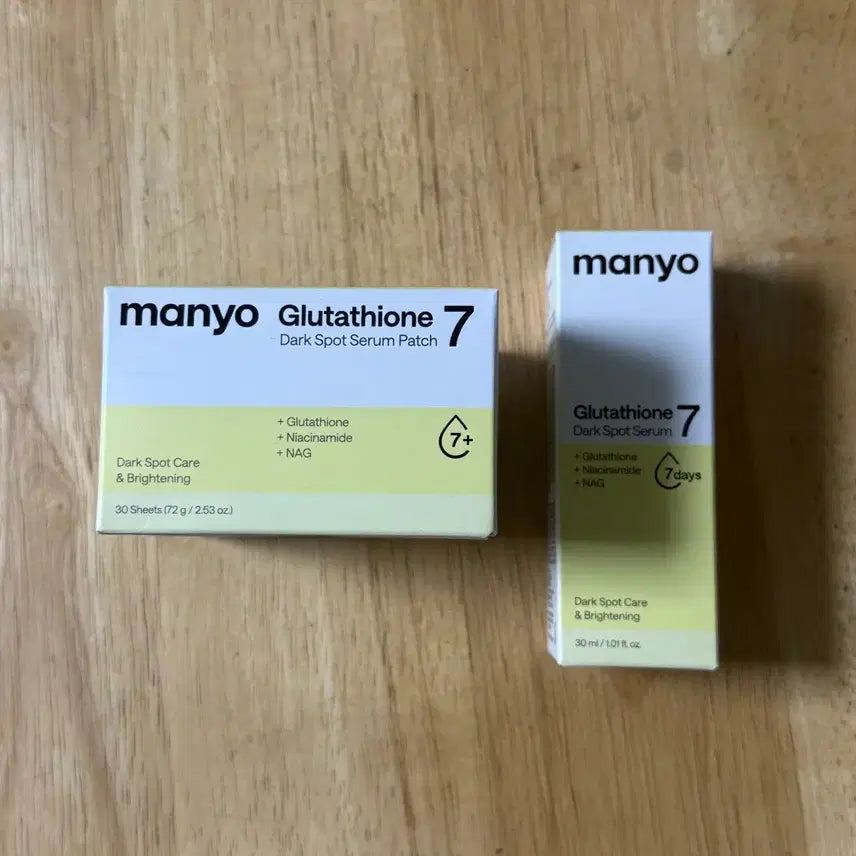 manyo
Glutathione 7
Dark Spot Serum Patch
+ Glutathione
+ Niacinamide
+ NAG
7+
Dark Spot Care
& Brightening
30 Sheets (72 g / 2.53 oz.)
manyo
Glutathione 7
Dark Spot Serum
+ Glutathione
+ Niacinamide
+ NAG
7days
Dark Spot Care
& Brightening
30 ml / 1.01 fl. oz.